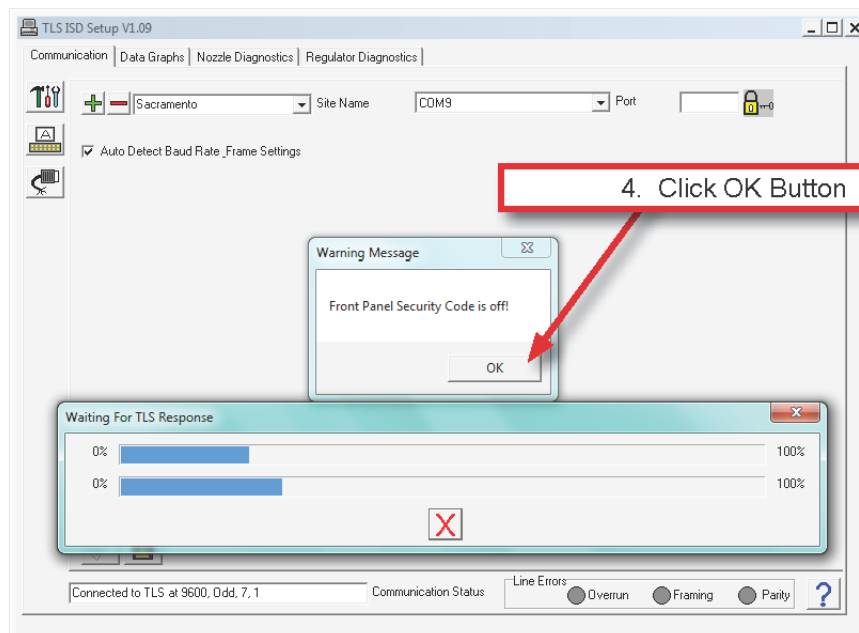 TLS ISD Setup V1.09
Communication Data Graphs Nozzle Diagnostics Regulator Diagnostics
Sacramento Site Name COM9 Port
Auto Detect Baud Rate_Frame Settings
4. Click OK Button
Warning Message
Front Panel Security Code is off!
OK
Waiting For TLS Response
0% 100%
0% 100%
X
Connected to TLS at 9600, Odd, 7, 1 Communication Status Line Errors Overrun Framing Parity ?